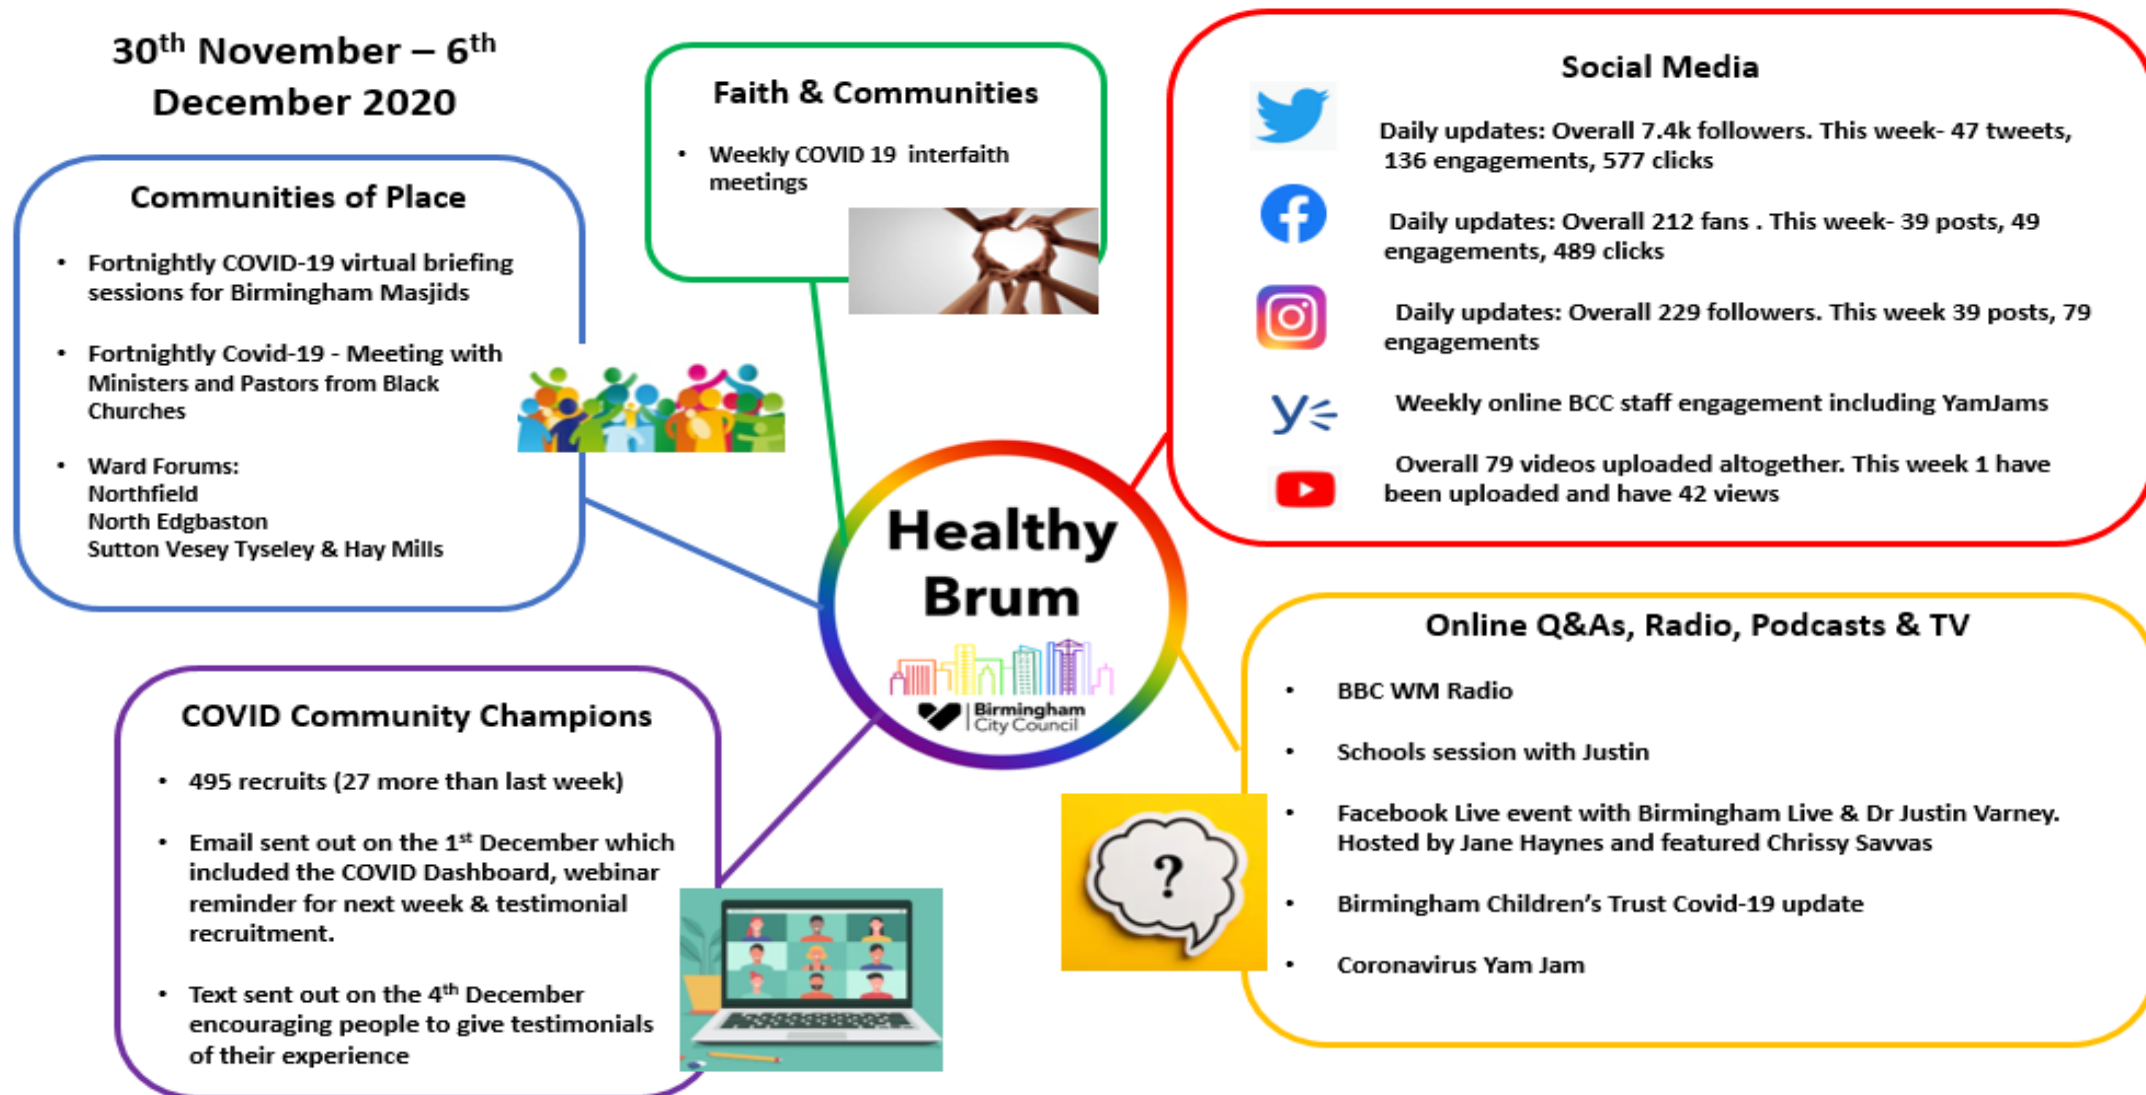 30th November – 6th
December 2020
Communities of Place
• Fortnightly COVID-19 virtual briefing
sessions for Birmingham Masjids
• Fortnightly Covid-19 - Meeting with
Ministers and Pastors from Black
Churches
• Ward Forums:
Northfield
North Edgbaston
Sutton Vesey Tyseley & Hay Mills
Faith & Communities
• Weekly COVID 19 interfaith
meetings
Social Media
Daily updates: Overall 7.4k followers. This week- 47 tweets,
136 engagements, 577 clicks
Daily updates: Overall 212 fans . This week- 39 posts, 49
engagements, 489 clicks
Daily updates: Overall 229 followers. This week 39 posts, 79
engagements
Weekly online BCC staff engagement including YamJams
Overall 79 videos uploaded altogether. This week 1 have
been uploaded and have 42 views
Healthy
Brum
Birmingham
City Council
COVID Community Champions
• 495 recruits (27 more than last week)
• Email sent out on the 1st December which
included the COVID Dashboard, webinar
reminder for next week & testimonial
recruitment.
• Text sent out on the 4th December
encouraging people to give testimonials
of their experience
?
Online Q&As, Radio, Podcasts & TV
• BBC WM Radio
• Schools session with Justin
• Facebook Live event with Birmingham Live & Dr Justin Varney.
Hosted by Jane Haynes and featured Chrissy Savvas
• Birmingham Children’s Trust Covid-19 update
• Coronavirus Yam Jam